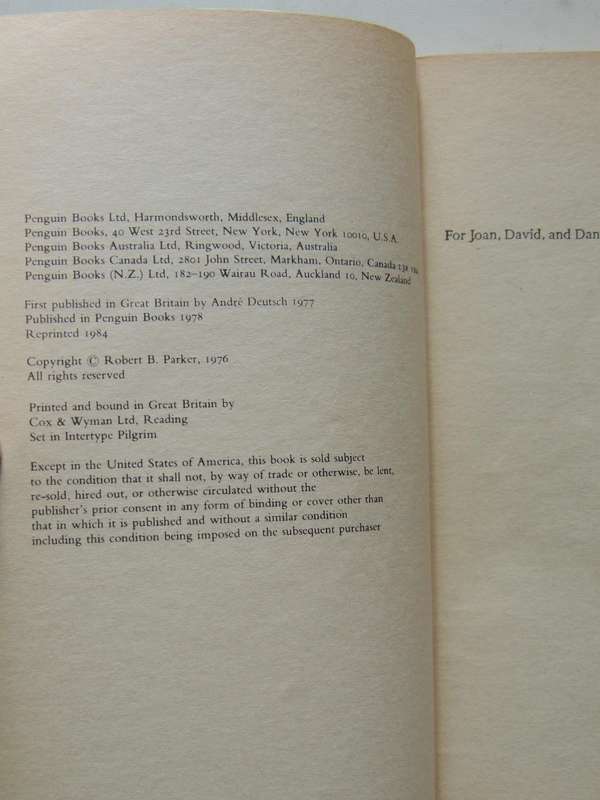 Penguin Books Ltd, Harmondsworth, Middlesex, England
Penguin Books, 40 West 23rd Street, New York, New York 10010, U.S.A.
Penguin Books Australia Ltd, Ringwood, Victoria, Australia
Penguin Books Canada Ltd, 2801 John Street, Markham, Ontario, Canada
Penguin Books (N.Z.) Ltd, 182–190 Wairau Road, Auckland 10, New Zealand
First published in Great Britain by André Deutsch 1977
Published in Penguin Books 1978
Reprinted 1984
Copyright © Robert B. Parker, 1976
All rights reserved
Printed and bound in Great Britain by
Cox & Wyman Ltd, Reading
Set in Intertype Pilgrim
Except in the United States of America, this book is sold subject
to the condition that it shall not, by way of trade or otherwise, be lent,
re-sold, hired out, or otherwise circulated without the
publisher's prior consent in any form of binding or cover other than
that in which it is published and without a similar condition
including this condition being imposed on the subsequent purchaser
For Joan, David, and Dan